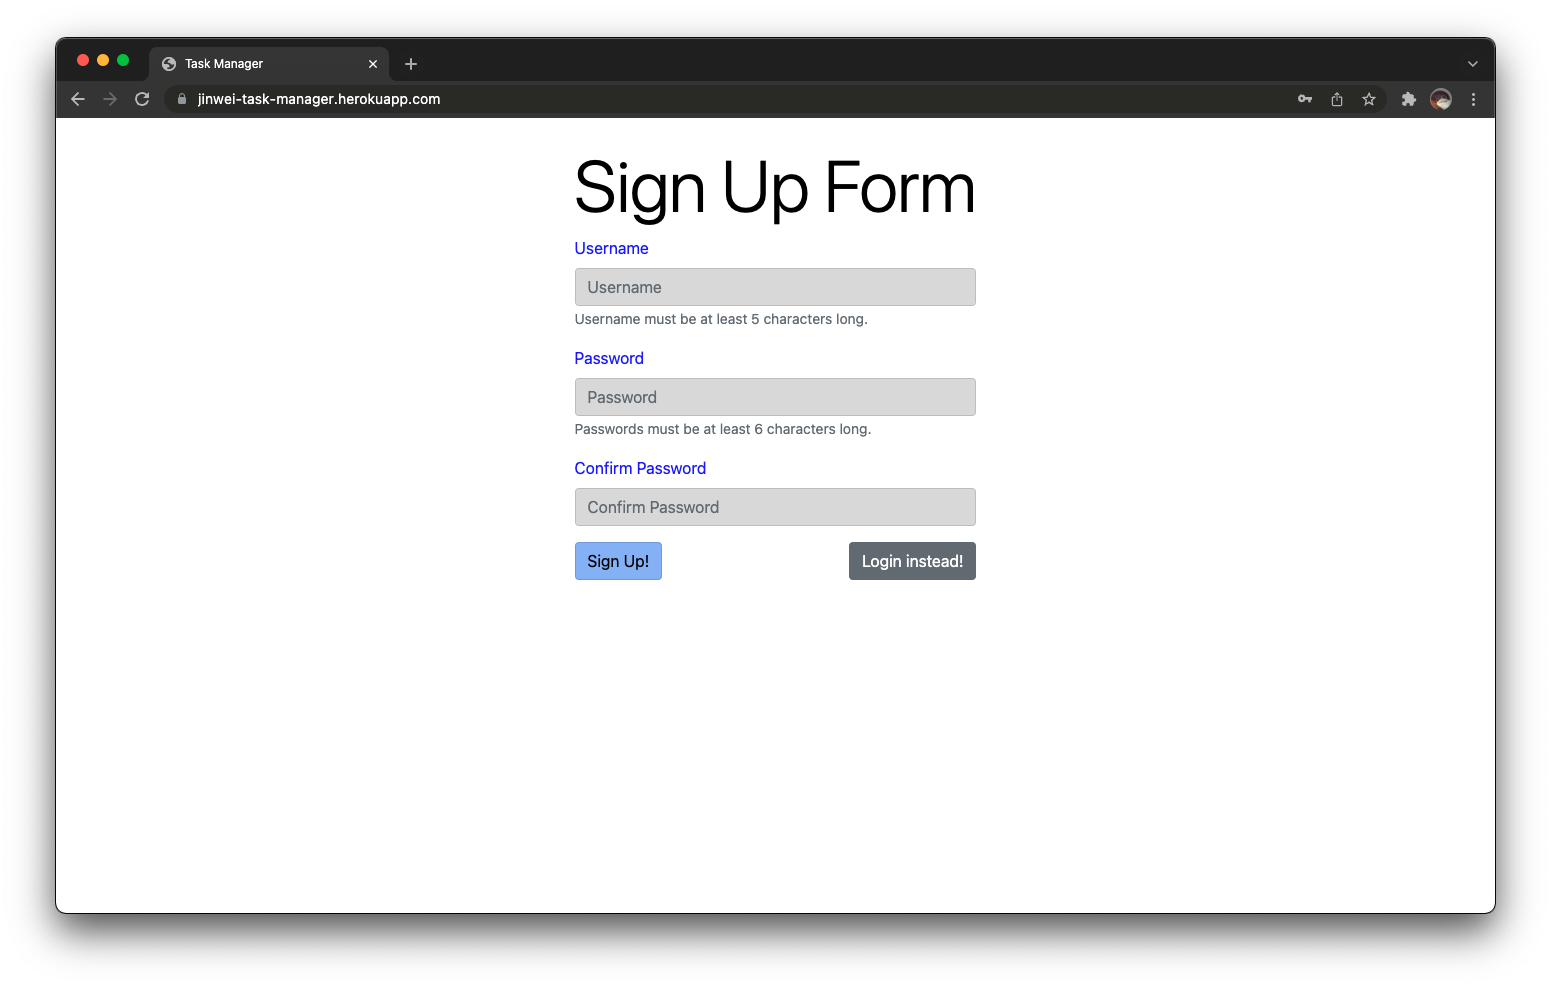 Task Manager
jinwei-task-manager.herokuapp.com
Sign Up Form
Username
Username
Username must be at least 5 characters long.
Password
Password
Passwords must be at least 6 characters long.
Confirm Password
Confirm Password
Sign Up! Login instead!